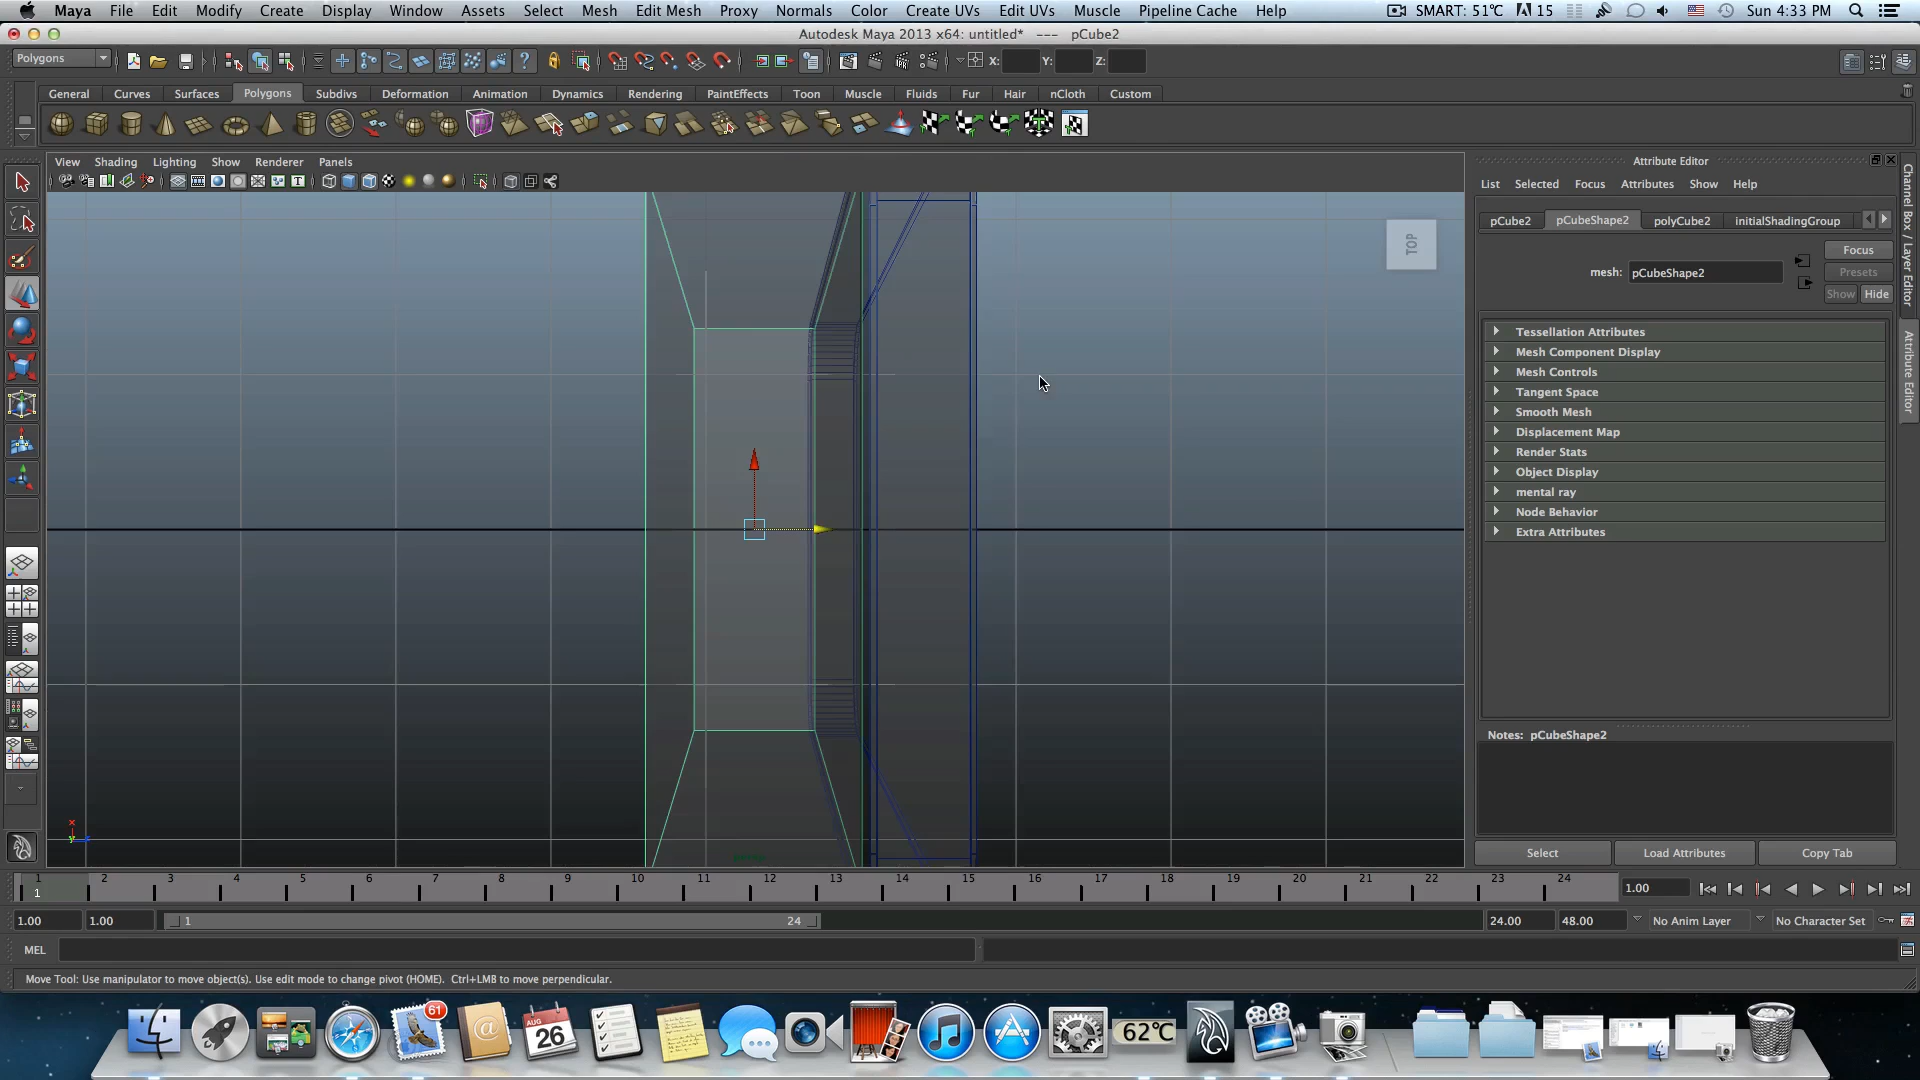 Maya File Edit Modify Create Display Window Assets Select Mesh Edit Mesh Proxy Normals Color Create UVs Edit UVs Muscle Pipeline Cache Help SMART: 51℃ 15 Sun 4:33 PM
Autodesk Maya 2013 x64: untitled* --- pCube2
Polygons X: Y: Z:
General Curves Surfaces Polygons Subdivs Deformation Animation Dynamics Rendering PaintEffects Toon Muscle Fluids Fur Hair nCloth Custom
View Shading Lighting Show Renderer Panels
TOP
Attribute Editor
List Selected Focus Attributes Show Help
pCube2 pCubeShape2 polyCube2 initialShadingGroup
Focus
mesh: pCubeShape2
Presets
Show Hide
Tessellation Attributes
Mesh Component Display
Mesh Controls
Tangent Space
Smooth Mesh
Displacement Map
Render Stats
Object Display
mental ray
Node Behavior
Extra Attributes
Notes: pCubeShape2
Select Load Attributes Copy Tab
Channel Box / Layer Editor
Attribute Editor
1 2 3 4 5 6 7 8 9 10 11 12 13 14 15 16 17 18 19 20 21 22 23 24
1 1.00
1.00 1.00 1 24 24.00 48.00 No Anim Layer No Character Set
MEL
Move Tool: Use manipulator to move object(s). Use edit mode to change pivot (HOME). Ctrl+LMB to move perpendicular.
61
AUG
26
62℃